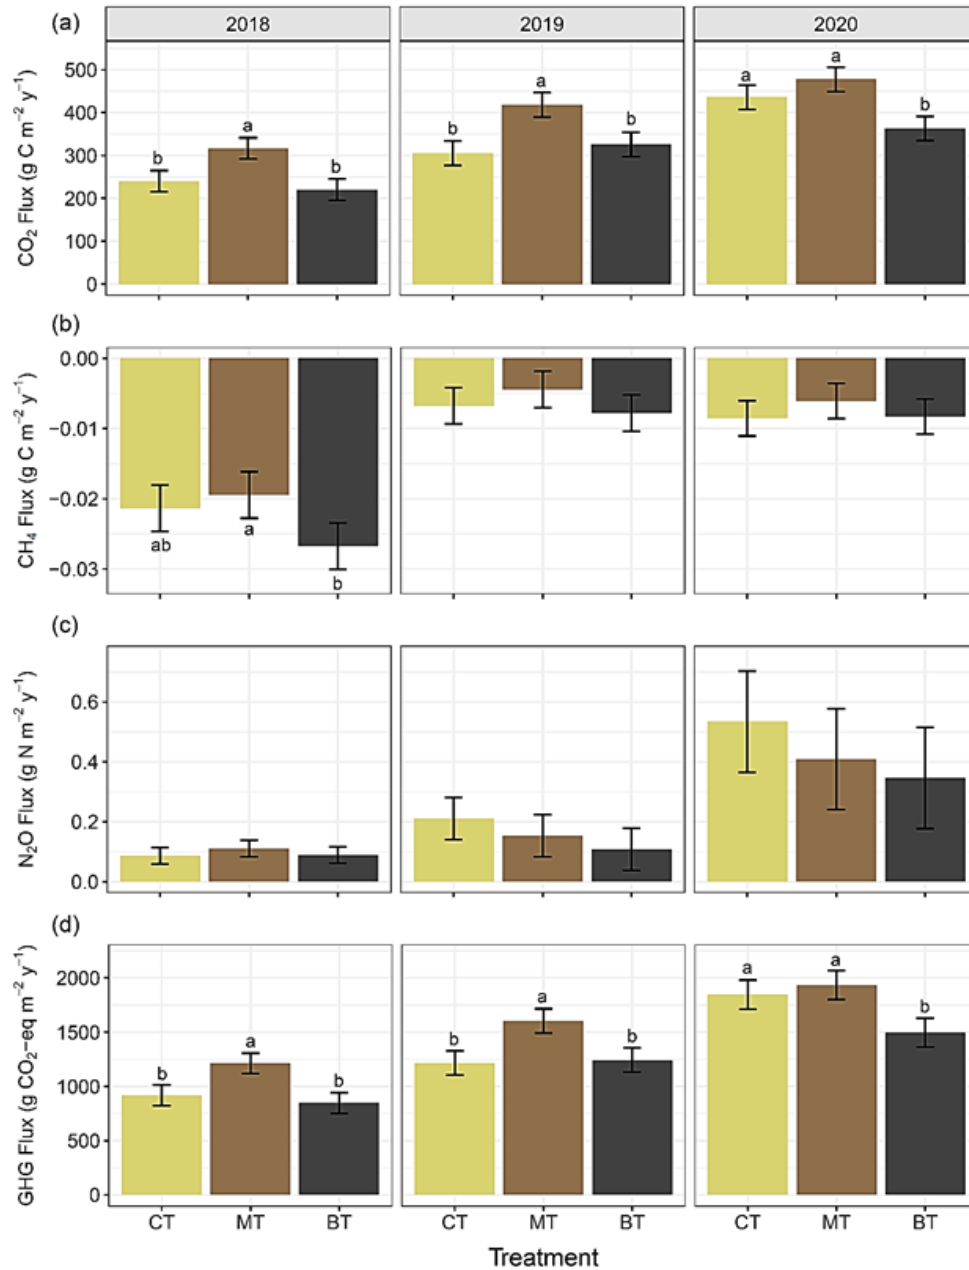 (a)
2018 2019 2020
CO₂ Flux (g C m⁻² y⁻¹)
500
400
300
200
100
0
b a b
b a b
a a b
(b)
CH₄ Flux (g C m⁻² y⁻¹)
0.00
−0.01
−0.02
−0.03
ab a b
(c)
N₂O Flux (g N m⁻² y⁻¹)
0.6
0.4
0.2
0.0
(d)
GHG Flux (g CO₂−eq m⁻² y⁻¹)
2000
1500
1000
500
0
b a b
b a b
a a b
CT MT BT CT MT BT CT MT BT
Treatment